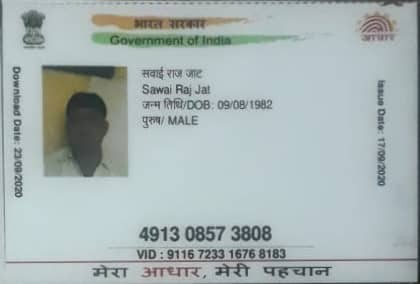 भारत सरकार
Government of India
आधार
Download Date: 23/09/2020
सवाई राज जाट
Sawai Raj Jat
जन्म तिथि/DOB: 09/08/1982
पुरुष/ MALE
Issue Date: 17/09/2020
4913 0857 3808
VID : 9116 7233 1676 8183
मेरा आधार, मेरी पहचान